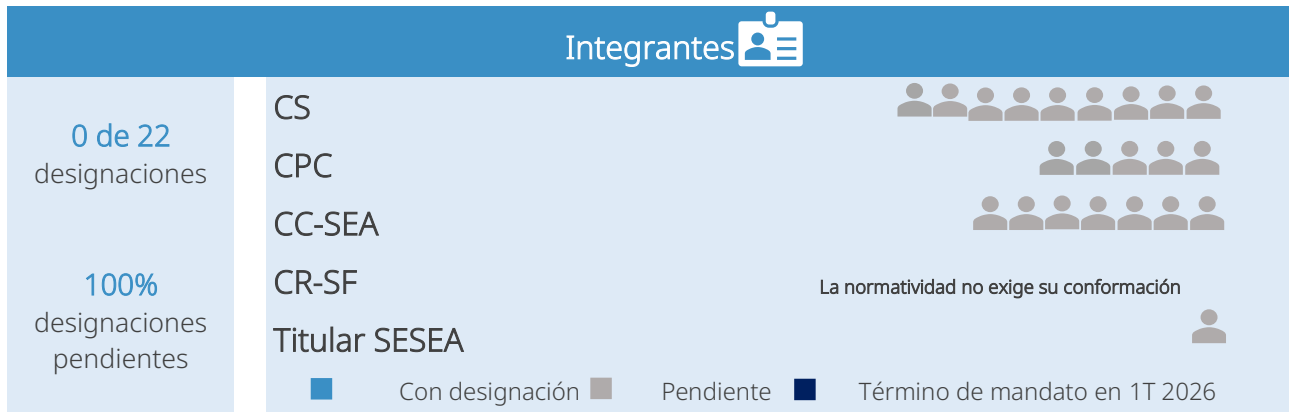 Integrantes
0 de 22
designaciones
100%
designaciones
pendientes
CS
CPC
CC-SEA
CR-SF
La normatividad no exige su conformación
Titular SESEA
Con designación
Pendiente
Término de mandato en 1T 2026